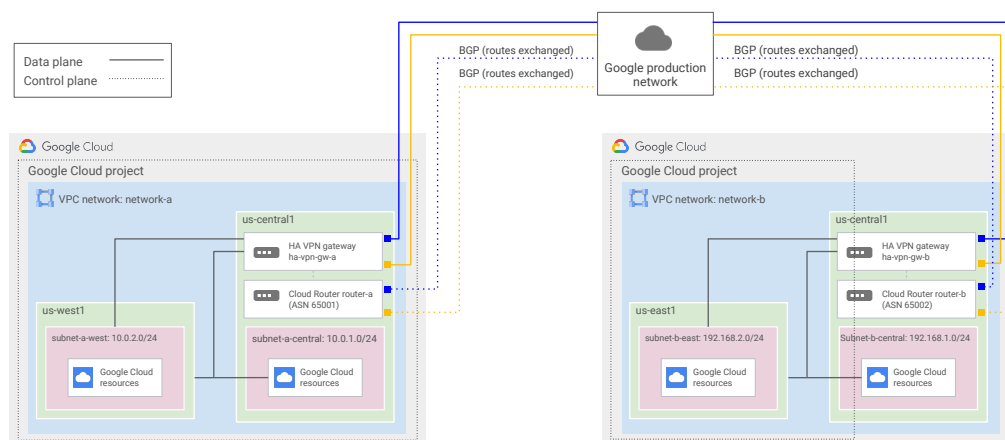 Data plane
Control plane
BGP (routes exchanged)
BGP (routes exchanged)
Google production
network
BGP (routes exchanged)
BGP (routes exchanged)
Google Cloud
Google Cloud project
VPC network: network-a
us-central1
HA VPN gateway
ha-vpn-gw-a
Cloud Router router-a
(ASN 65001)
us-west1
subnet-a-west: 10.0.2.0/24
Google Cloud
resources
subnet-a-central: 10.0.1.0/24
Google Cloud
resources
Google Cloud
Google Cloud project
VPC network: network-b
us-central1
HA VPN gateway
ha-vpn-gw-b
Cloud Router router-b
(ASN 65002)
us-east1
subnet-b-east: 192.168.2.0/24
Google Cloud
resources
Subnet-b-central: 192.168.1.0/24
Google Cloud
resources